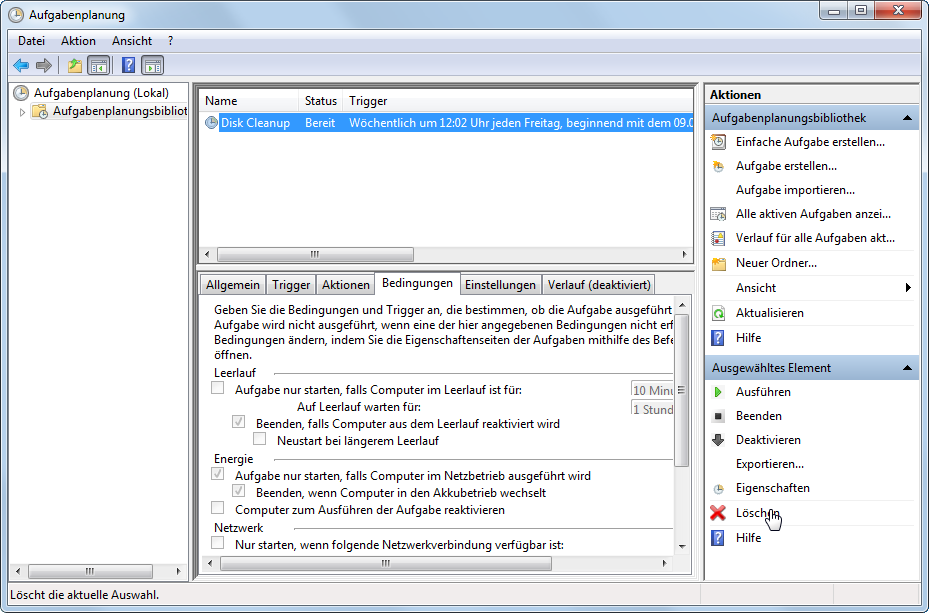 Aufgabenplanung
Datei Aktion Ansicht ?
Aufgabenplanung (Lokal)
Aufgabenplanungsbibliot
Name Status Trigger
Disk Cleanup Bereit Wöchentlich um 12:02 Uhr jeden Freitag, beginnend mit dem 09.0
Allgemein Trigger Aktionen Bedingungen Einstellungen Verlauf (deaktiviert)
Geben Sie die Bedingungen und Trigger an, die bestimmen, ob die Aufgabe ausgeführt
Aufgabe wird nicht ausgeführt, wenn eine der hier angegebenen Bedingungen nicht erf
Bedingungen ändern, indem Sie die Eigenschaftenseiten der Aufgaben mithilfe des Befe
öffnen.
Leerlauf
Aufgabe nur starten, falls Computer im Leerlauf ist für: 10 Minu
Auf Leerlauf warten für: 1 Stund
Beenden, falls Computer aus dem Leerlauf reaktiviert wird
Neustart bei längerem Leerlauf
Energie
Aufgabe nur starten, falls Computer im Netzbetrieb ausgeführt wird
Beenden, wenn Computer in den Akkubetrieb wechselt
Computer zum Ausführen der Aufgabe reaktivieren
Netzwerk
Nur starten, wenn folgende Netzwerkverbindung verfügbar ist:
Aktionen
Aufgabenplanungsbibliothek
Einfache Aufgabe erstellen...
Aufgabe erstellen...
Aufgabe importieren...
Alle aktiven Aufgaben anzei...
Verlauf für alle Aufgaben akt...
Neuer Ordner...
Ansicht
Aktualisieren
Hilfe
Ausgewähltes Element
Ausführen
Beenden
Deaktivieren
Exportieren...
Eigenschaften
Löschen
Hilfe
Löscht die aktuelle Auswahl.